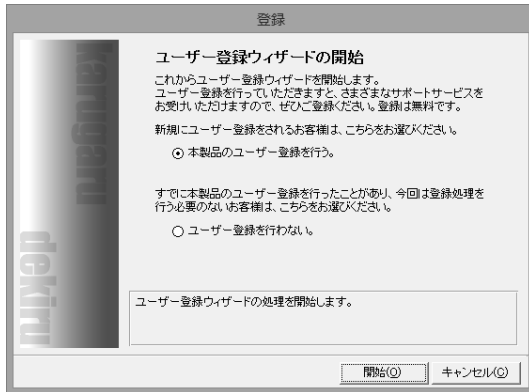 登録
karugaru
dekiru
ユーザー登録ウィザードの開始
これからユーザー登録ウィザードを開始します。
ユーザー登録を行っていただきますと、さまざまなサポートサービスを
お受けいただけますので、ぜひご登録ください。登録は無料です。
新規にユーザー登録をされるお客様は、こちらをお選びください。
本製品のユーザー登録を行う。
すでに本製品のユーザー登録を行ったことがあり、今回は登録処理を
行う必要のないお客様は、こちらをお選びください。
ユーザー登録を行わない。
ユーザー登録ウィザードの処理を開始します。
開始(O)
キャンセル(C)